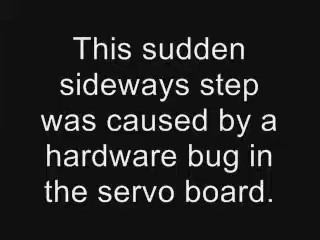 This sudden
sideways step
was caused by a
hardware bug in
the servo board.